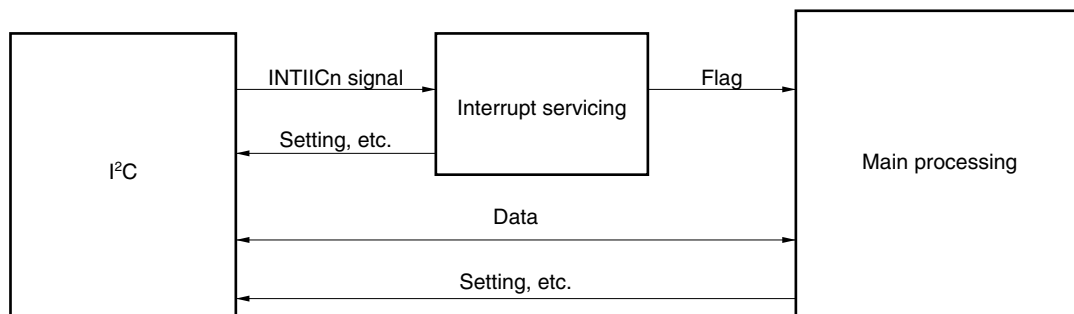 INTIICn signal
Flag
Interrupt servicing
Setting, etc.
I²C
Main processing
Data
Setting, etc.